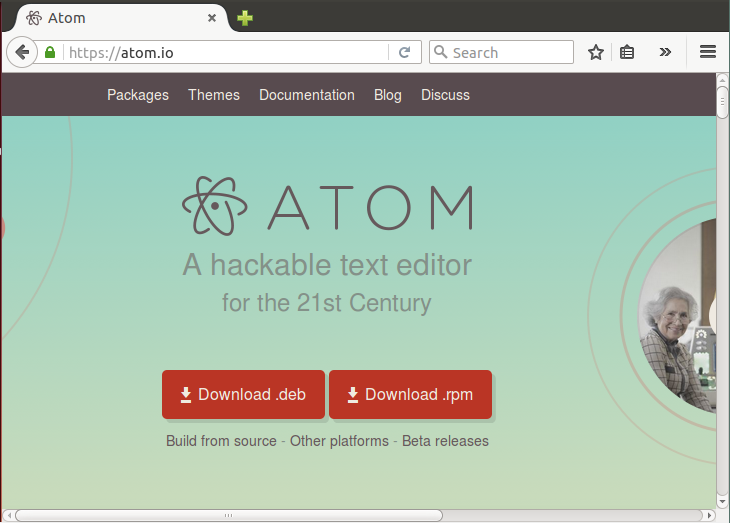 Atom
https://atom.io
Search
Packages Themes Documentation Blog Discuss
ATOM
A hackable text editor
for the 21st Century
Download .deb Download .rpm
Build from source - Other platforms - Beta releases